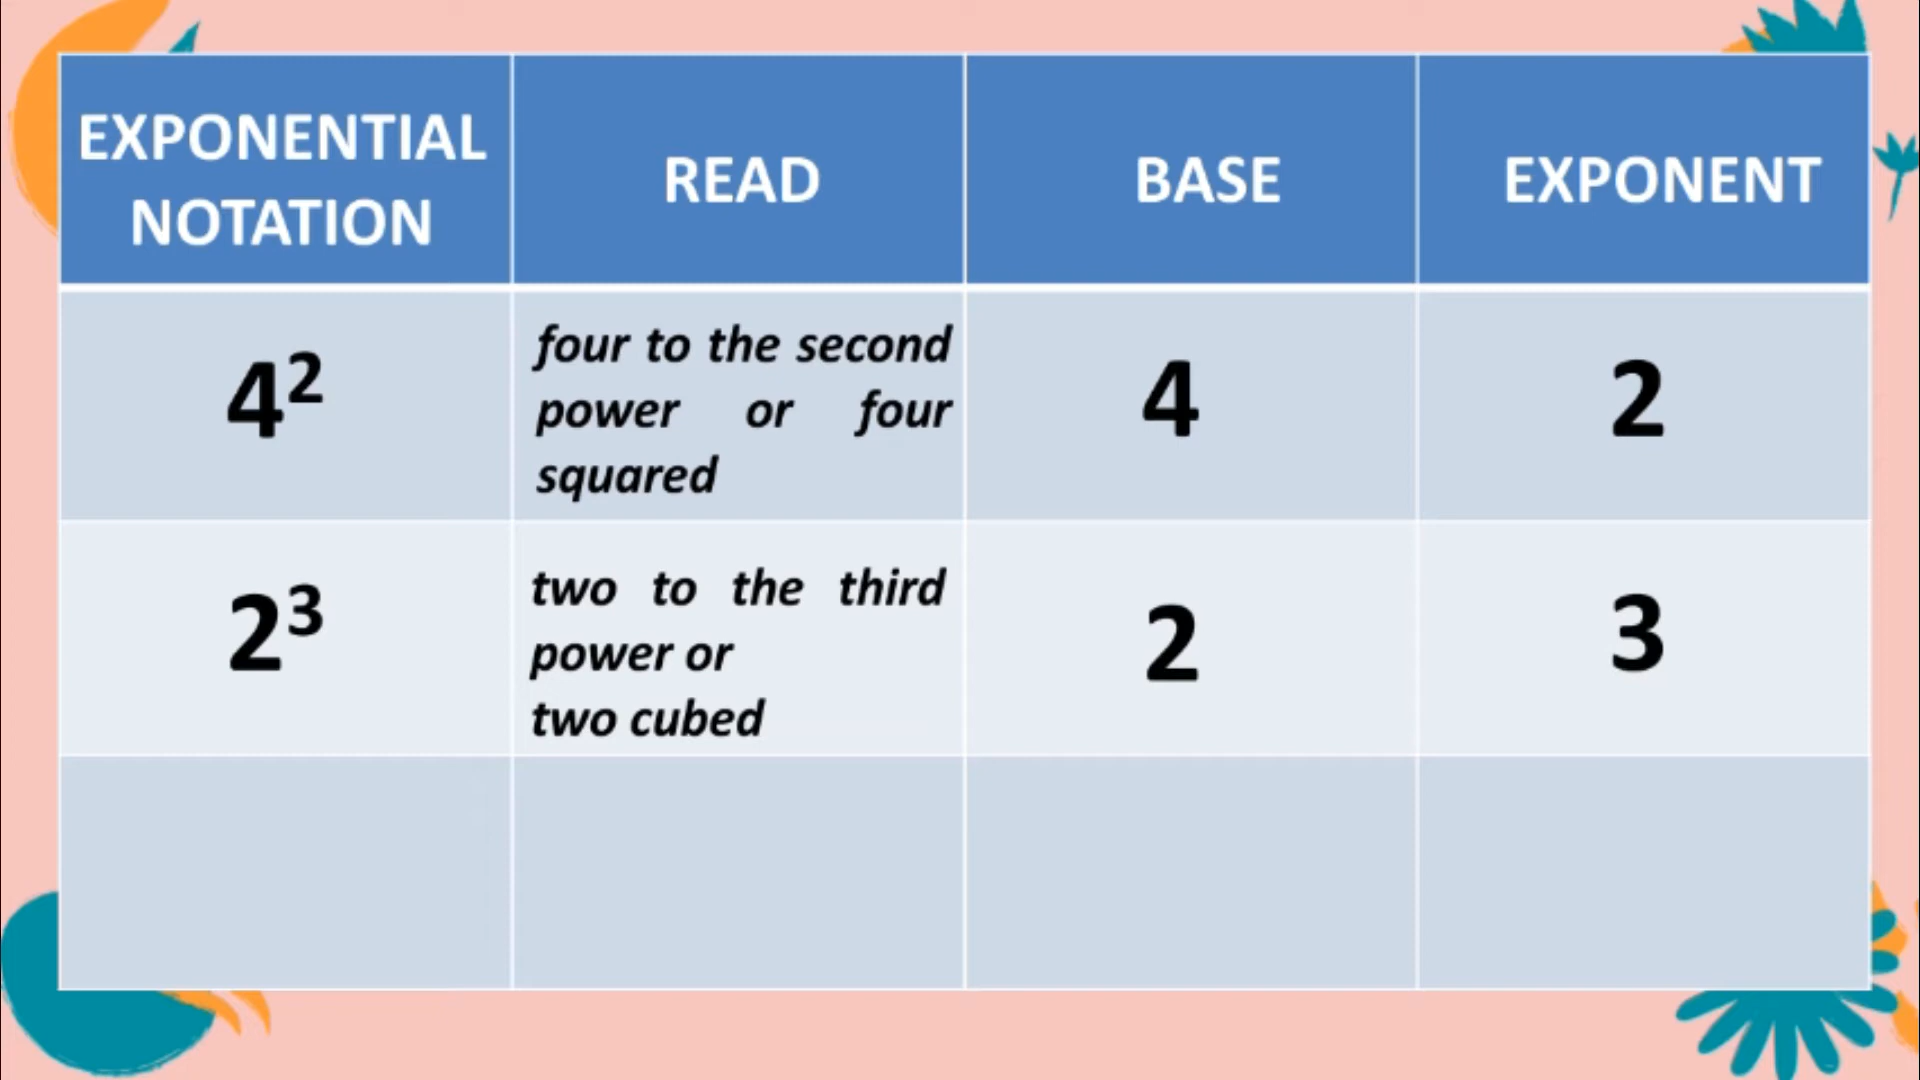 EXPONENTIAL
NOTATION
READ
BASE
EXPONENT
4²
four to the second
power or four
squared
4
2
2³
two to the third
power or
two cubed
2
3